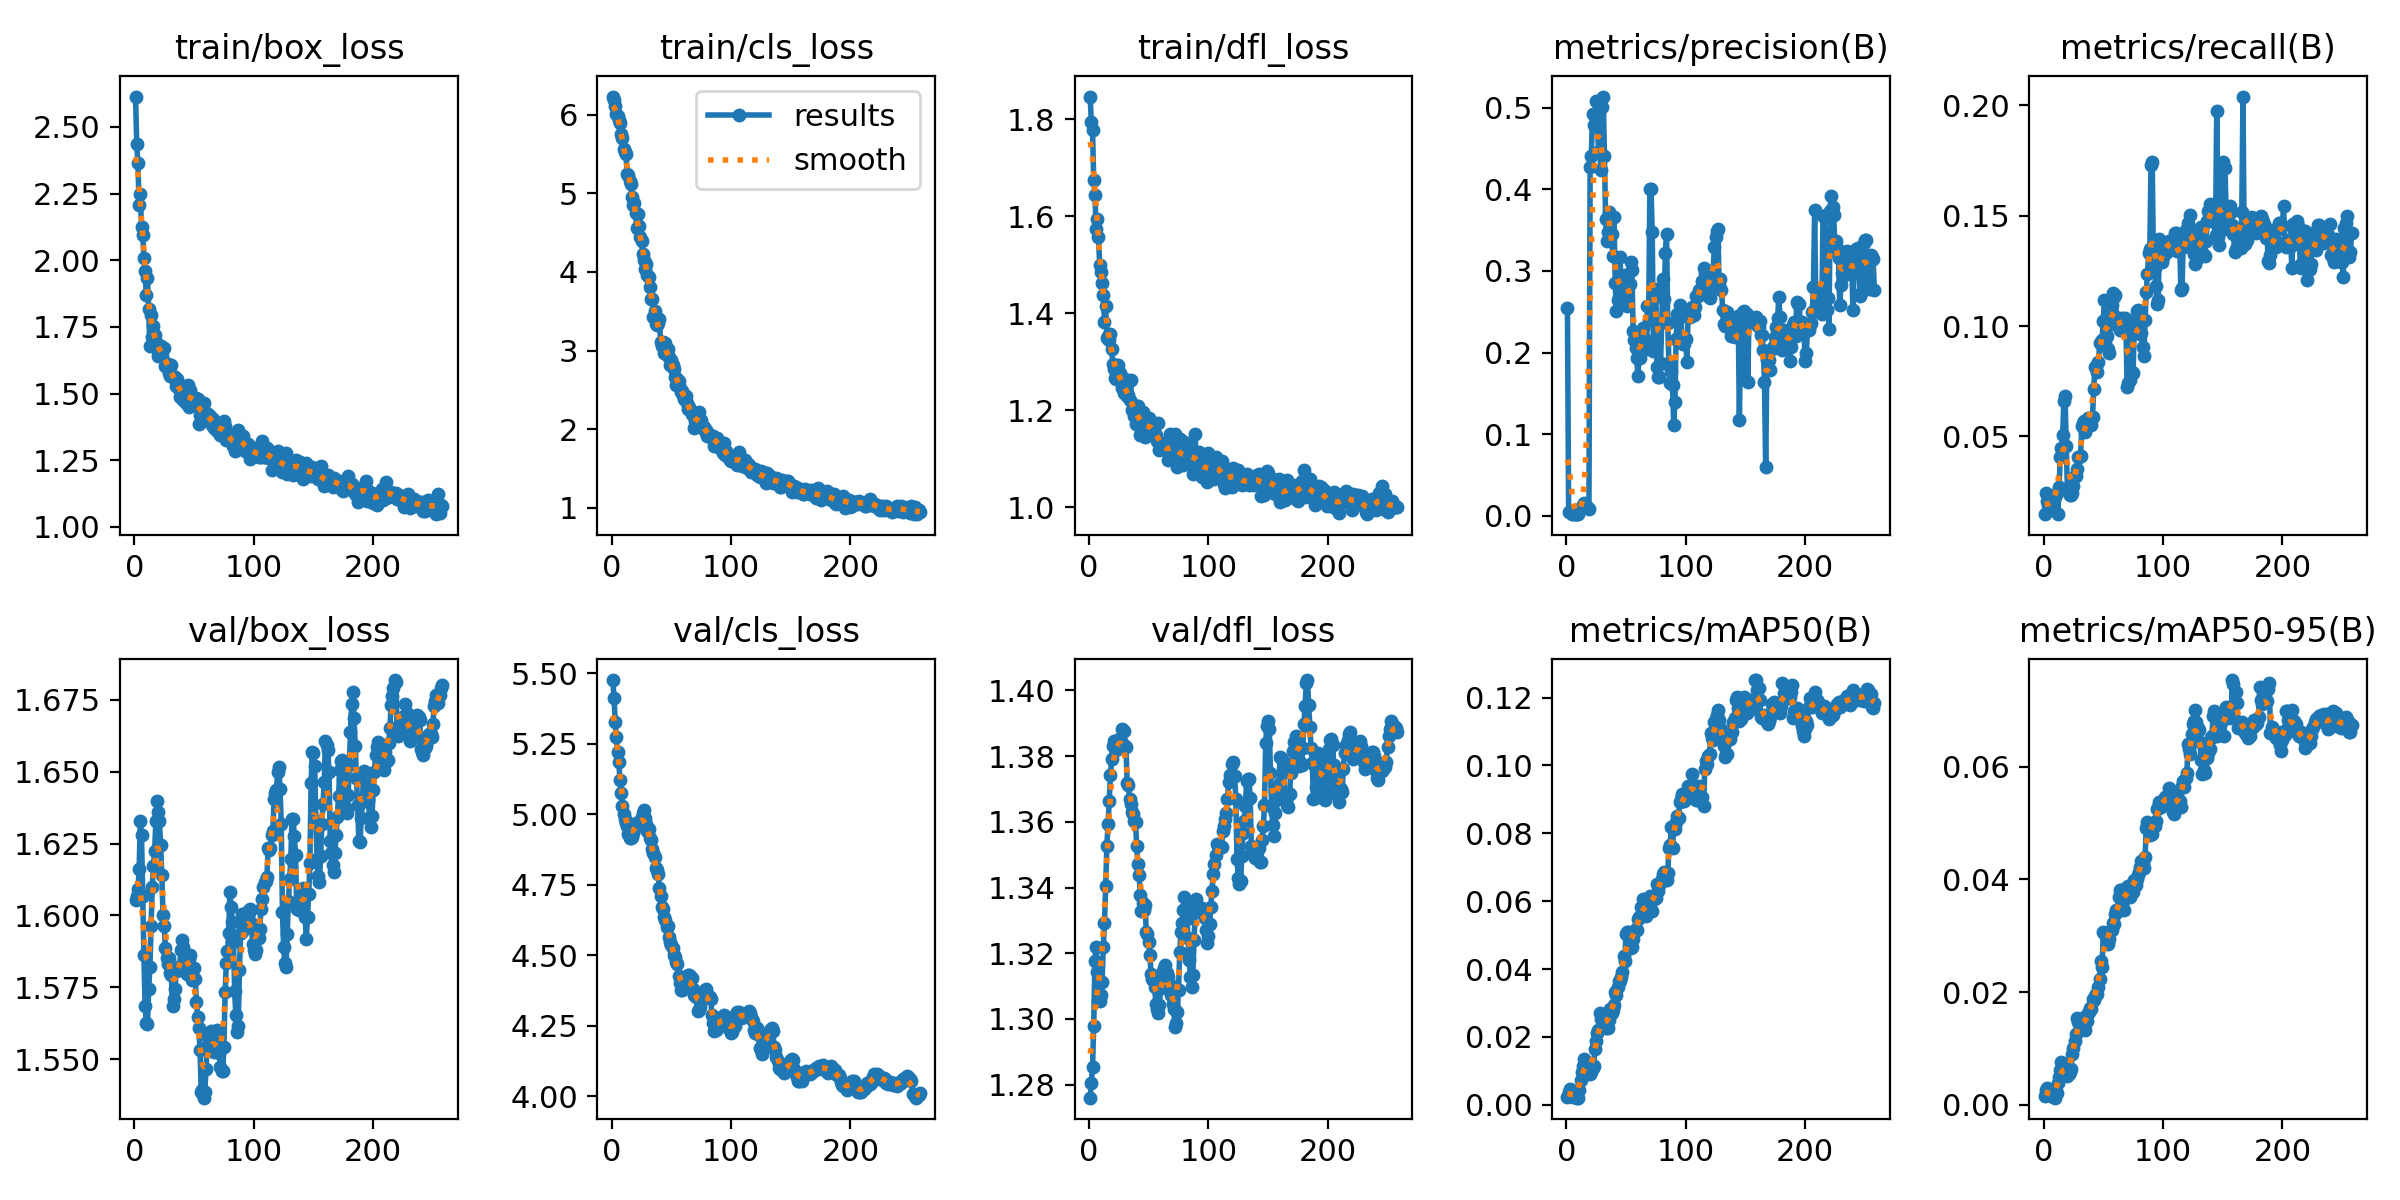 train/box_loss
train/cls_loss
train/dfl_loss
metrics/precision(B)
metrics/recall(B)
2.50
2.25
2.00
1.75
1.50
1.25
1.00
0 100 200
results
smooth
6
5
4
3
2
1
0 100 200
1.8
1.6
1.4
1.2
1.0
0 100 200
0.5
0.4
0.3
0.2
0.1
0.0
0 100 200
0.20
0.15
0.10
0.05
0 100 200
val/box_loss
val/cls_loss
val/dfl_loss
metrics/mAP50(B)
metrics/mAP50-95(B)
1.675
1.650
1.625
1.600
1.575
1.550
0 100 200
5.50
5.25
5.00
4.75
4.50
4.25
4.00
0 100 200
1.40
1.38
1.36
1.34
1.32
1.30
1.28
0 100 200
0.12
0.10
0.08
0.06
0.04
0.02
0.00
0 100 200
0.06
0.04
0.02
0.00
0 100 200